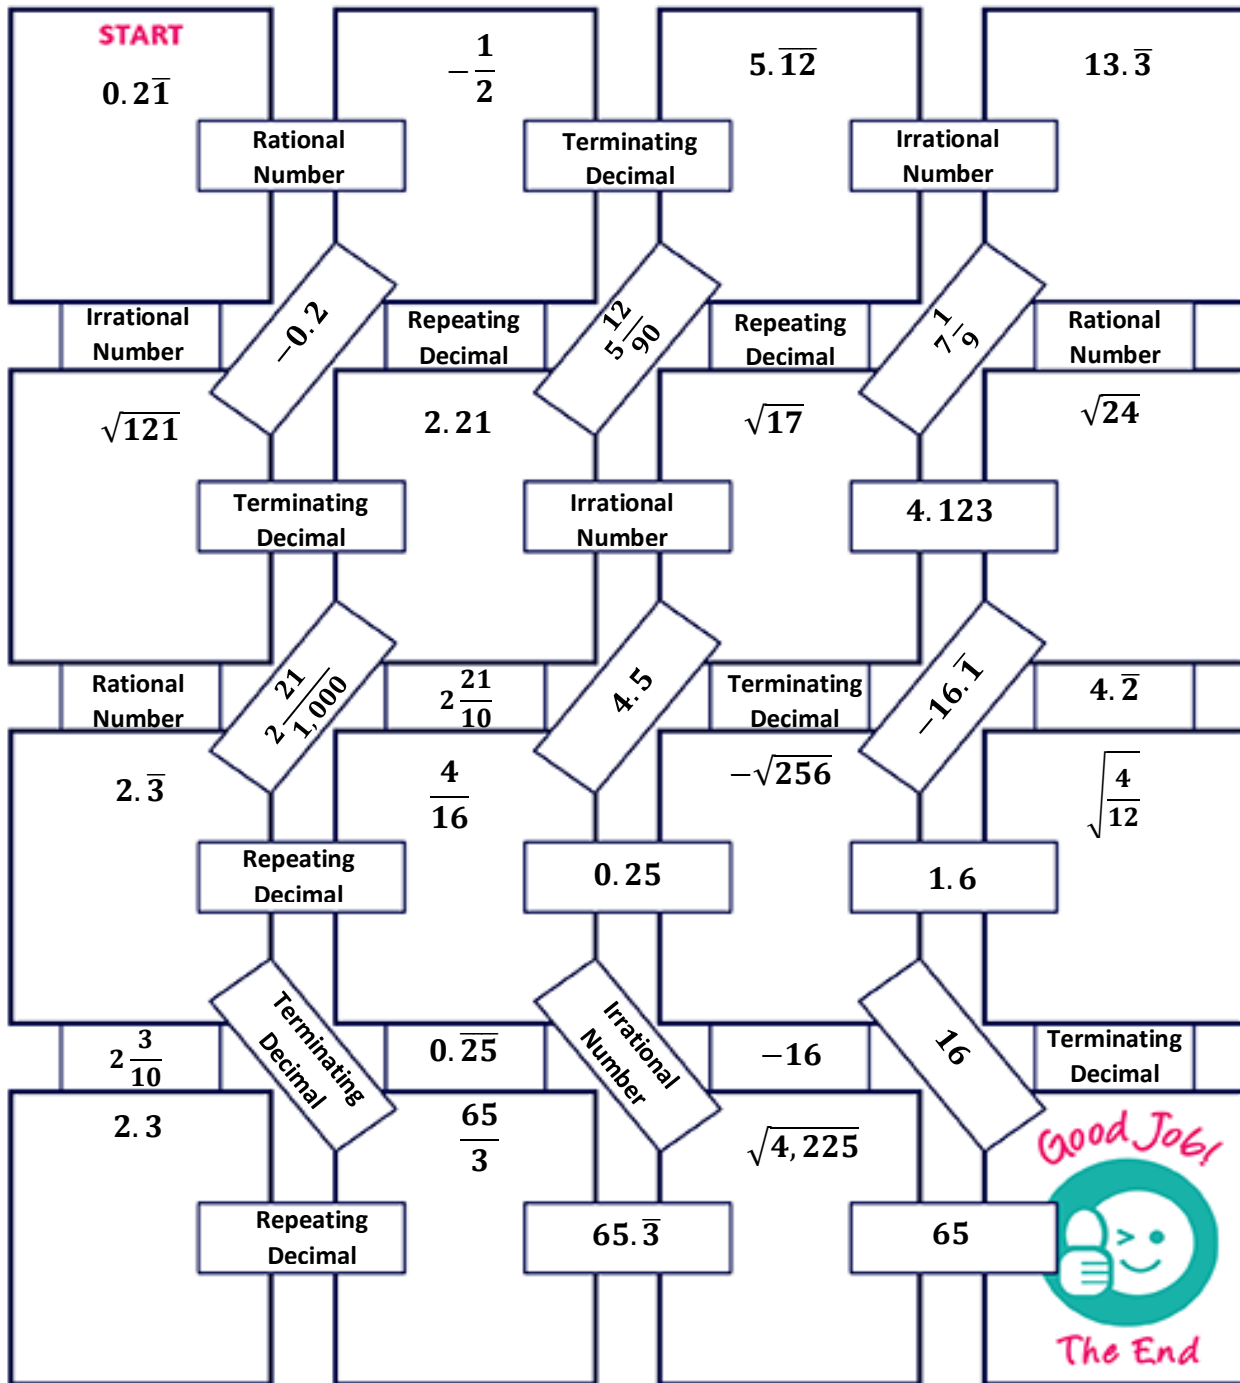 START
0.21̅
-1/2
5.1̅2̅
13.3̅
Rational
Number
Terminating
Decimal
Irrational
Number
Irrational
Number
-0.2
Repeating
Decimal
5 12/90
Repeating
Decimal
7 1/9
Rational
Number
√121
2.21
√17
√24
Terminating
Decimal
Irrational
Number
4.123
Rational
Number
2 21/1,000
2 21/10
4.5
Terminating
Decimal
-16.1̅
4.2̅
2.3̅
4/16
-√256
√(4/12)
Repeating
Decimal
0.25
1.6
2 3/10
Terminating
Decimal
0.2̅5̅
Irrational
Number
-16
16
Terminating
Decimal
2.3
65/3
√4,225
Good Job!
Repeating
Decimal
65.3̅
65
The End